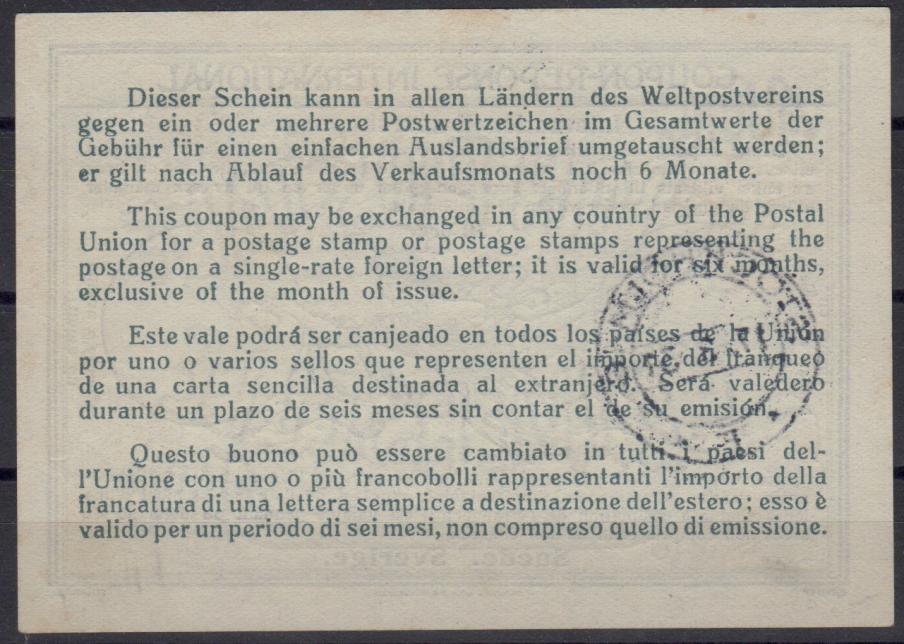 Dieser Schein kann in allen Ländern des Weltpostvereins
gegen ein oder mehrere Postwertzeichen im Gesamtwerte der
Gebühr für einen einfachen Auslandsbrief umgetauscht werden;
er gilt nach Ablauf des Verkaufsmonats noch 6 Monate.
This coupon may be exchanged in any country of the Postal
Union for a postage stamp or postage stamps representing the
postage on a single-rate foreign letter; it is valid for six months,
exclusive of the month of issue.
Este vale podrá ser canjeado en todos los países de la Unión
por uno o varios sellos que representen el importe del franqueo
de una carta sencilla destinada al extranjero. Será valedero
durante un plazo de seis meses sin contar el de su emisión.
Questo buono può essere cambiato in tutti i paesi del-
l'Unione con uno o più francobolli rappresentanti l'importo della
francatura di una lettera semplice a destinazione dell'estero; esso è
valido per un periodo di sei mesi, non compreso quello di emissione.
COUPON-RÉPONSE INTERNATIONAL
Suède. Sverige.